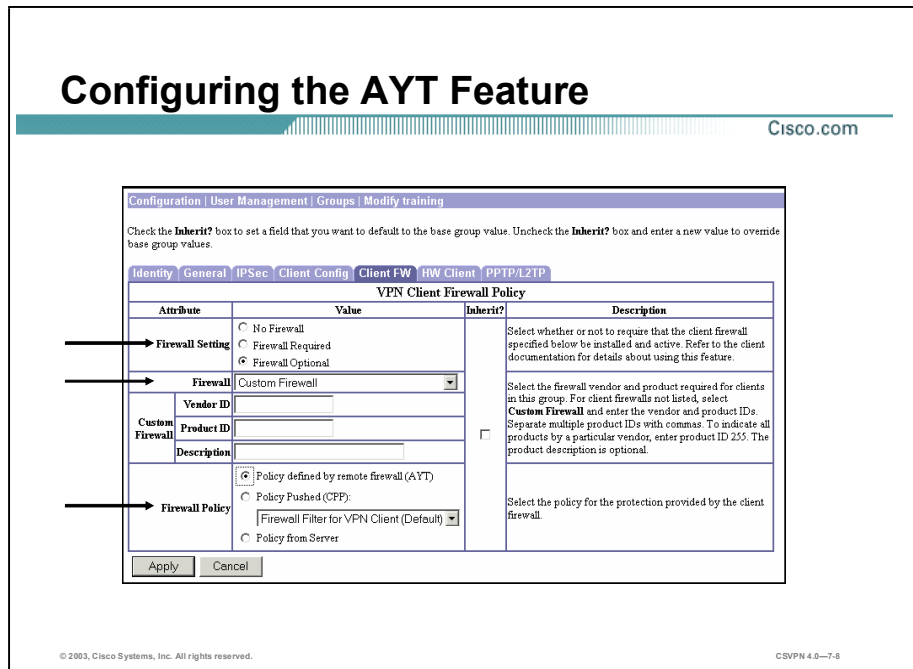 Configuring the AYT Feature
Cisco.com
Configuration | User Management | Groups | Modify training
Check the Inherit? box to set a field that you want to default to the base group value. Uncheck the Inherit? box and enter a new value to override
base group values.
Identity General IPSec Client Config Client FW HW Client PPTP/L2TP
VPN Client Firewall Policy
Attribute Value Inherit? Description
Firewall Setting
No Firewall
Firewall Required
Firewall Optional
Select whether or not to require that the client firewall
specified below be installed and active. Refer to the client
documentation for details about using this feature.
Firewall Custom Firewall
Custom
Firewall
Vendor ID
Product ID
Description
Select the firewall vendor and product required for clients
in this group. For client firewalls not listed, select
Custom Firewall and enter the vendor and product IDs.
Separate multiple product IDs with commas. To indicate all
products by a particular vendor, enter product ID 255. The
product description is optional.
Firewall Policy
Policy defined by remote firewall (AYT)
Policy Pushed (CPP):
Firewall Filter for VPN Client (Default)
Policy from Server
Select the policy for the protection provided by the client
firewall.
Apply Cancel
© 2003, Cisco Systems, Inc. All rights reserved.
CSVPN 4.0—7-8